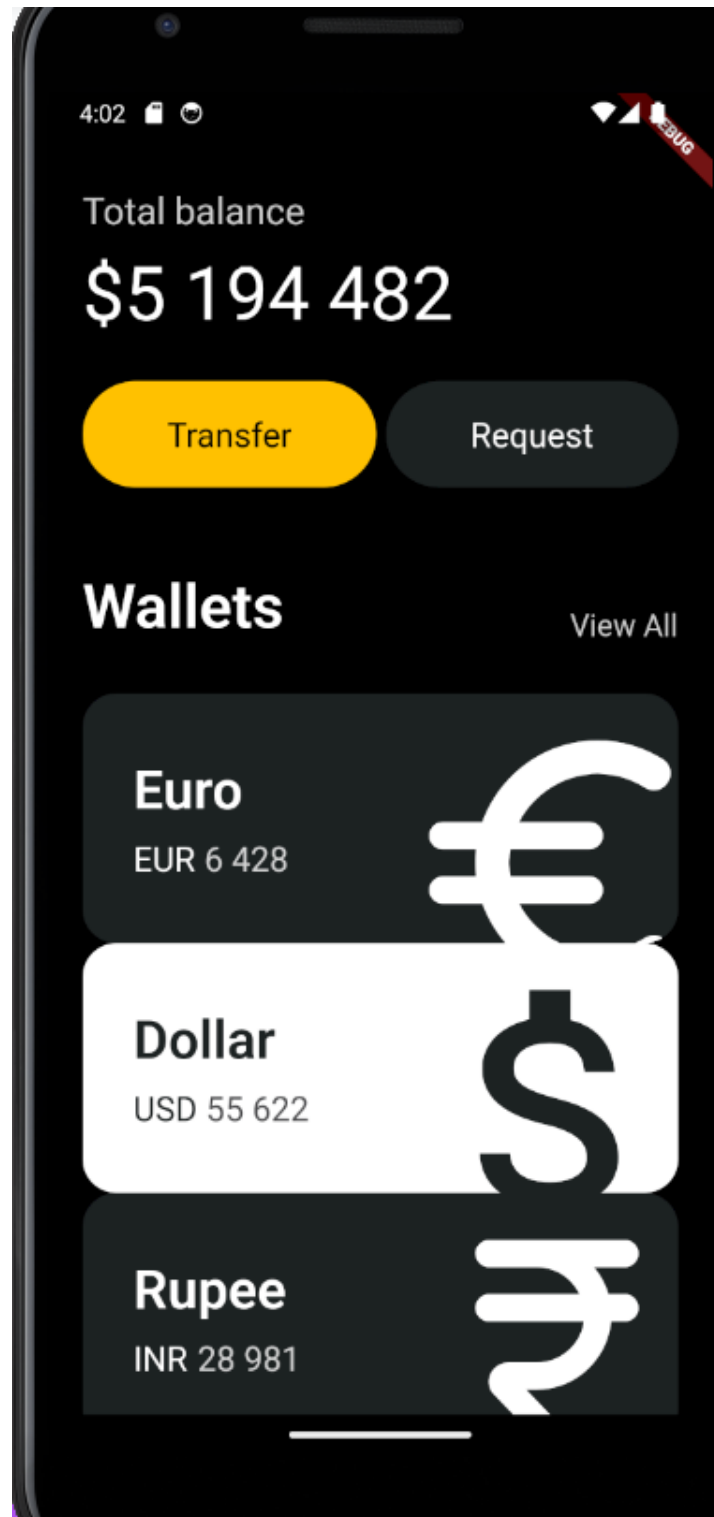 4:02
DEBUG
Total balance
$5 194 482
Transfer
Request
Wallets
View All
Euro
EUR 6 428
€
Dollar
USD 55 622
$
Rupee
INR 28 981
₹